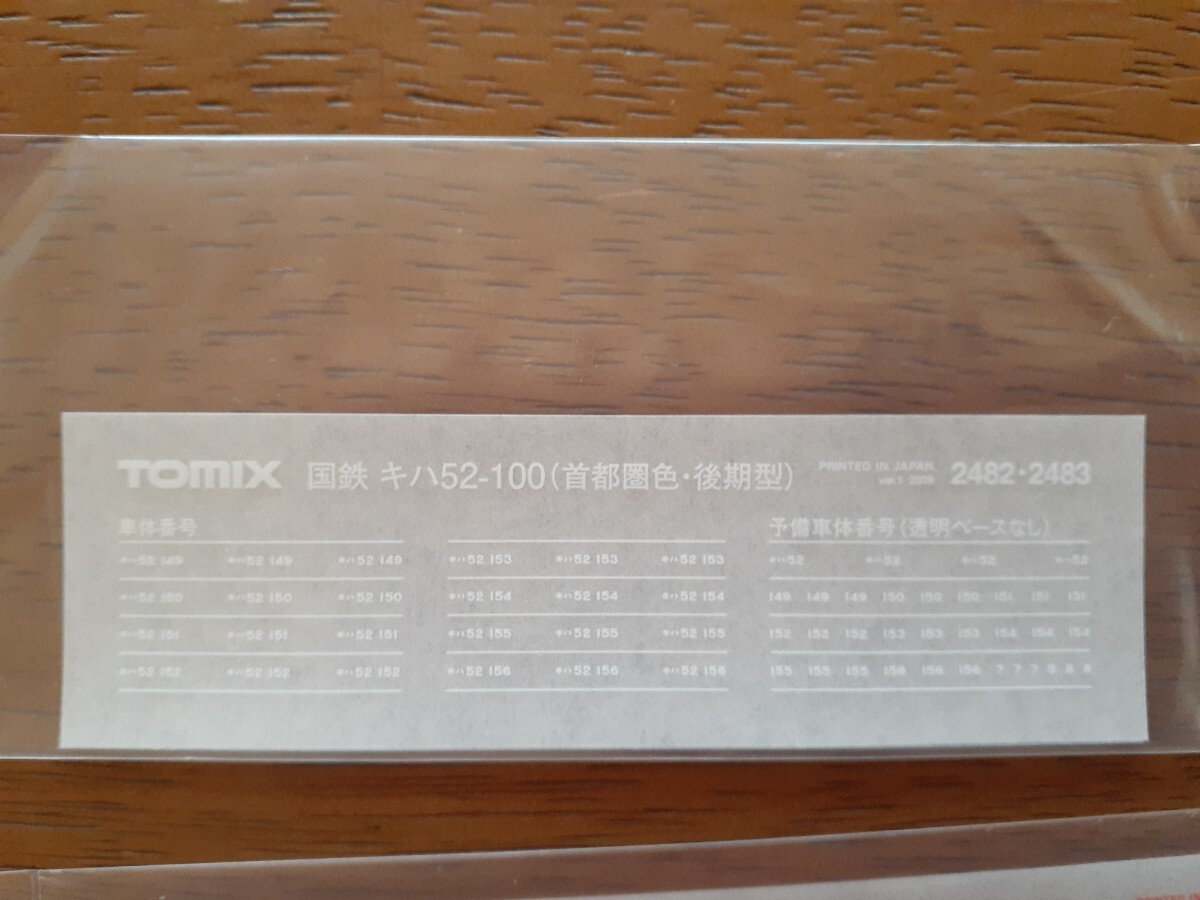 TOMIX 国鉄 キハ52-100(首都圏色・後期型) PRINTED IN JAPAN. 2482・2483
ver.1 2009
車体番号
キハ52 149 キハ52 149 キハ52 149
キハ52 150 キハ52 150 キハ52 150
キハ52 151 キハ52 151 キハ52 151
キハ52 152 キハ52 152 キハ52 152
キハ52 153 キハ52 153 キハ52 153
キハ52 154 キハ52 154 キハ52 154
キハ52 155 キハ52 155 キハ52 155
キハ52 156 キハ52 156 キハ52 156
予備車体番号(透明ベースなし)
キハ52 キハ52 キハ52 キハ52
149 149 149 150 150 150 151 151 151
152 152 152 153 153 153 154 154 154
155 155 155 156 156 156 7 7 7 8 8 8